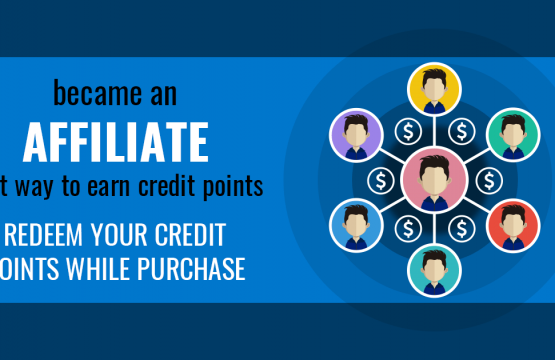 became an
AFFILIATE
t way to earn credit points
REDEEM YOUR CREDIT
OINTS WHILE PURCHASE
$ $
$ $
$ $